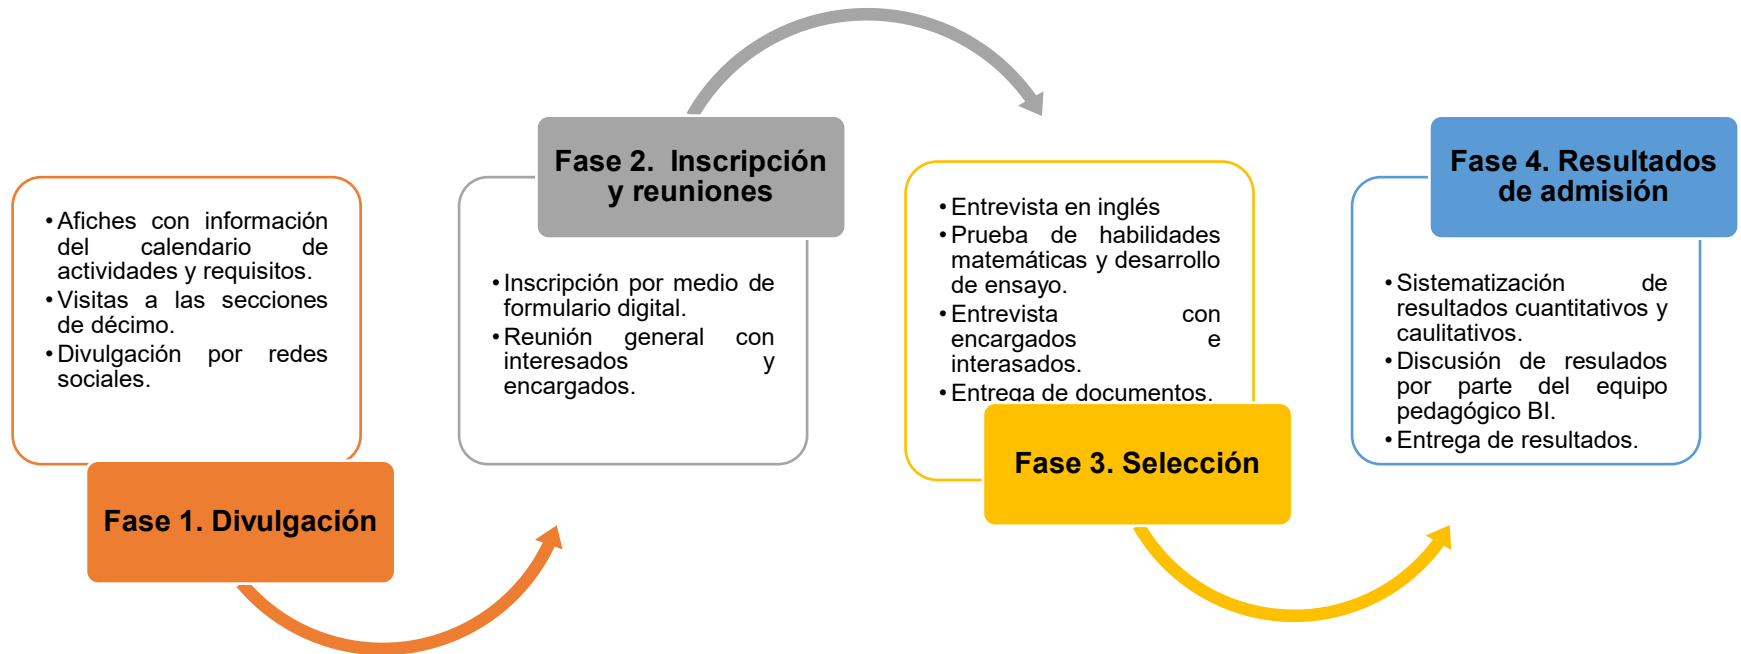 • Afiches con información
del calendario de
actividades y requisitos.
• Visitas a las secciones
de décimo.
• Divulgación por redes
sociales.
Fase 1. Divulgación
Fase 2. Inscripción
y reuniones
• Inscripción por medio de
formulario digital.
• Reunión general con
interesados y
encargados.
• Entrevista en inglés
• Prueba de habilidades
matemáticas y desarrollo
de ensayo.
• Entrevista con
encargados e
interasados.
• Entrega de documentos.
Fase 3. Selección
Fase 4. Resultados
de admisión
• Sistematización de
resultados cuantitativos y
caulitativos.
• Discusión de resulados
por parte del equipo
pedagógico BI.
• Entrega de resultados.